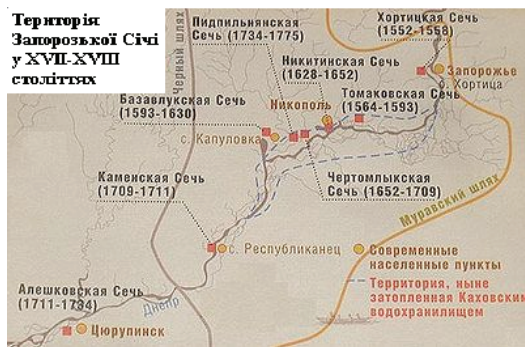 Територія
Запорозької Січі
у XVII-XVIII
століттях
Хортицкая Сечь
(1552-1558)
Пидпильнянская
Сечь (1734-1775)
Никитинская Сечь
(1628-1652)
Запорожье
о. Хортица
Черный шлях
Базавлукская Сечь
(1593-1630)
Никополь
Томаковская Сечь
(1564-1593)
с. Капуловка
Каменская Сечь
(1709-1711)
Чертомлыкская
Сечь (1652-1709)
Муравский шлях
с. Республиканец
Современные
населенные пункты
Территория, ныне
затопленная Каховским
водохранилищем
Алешковская Сечь
(1711-1734)
Днепр
Цюрупинск